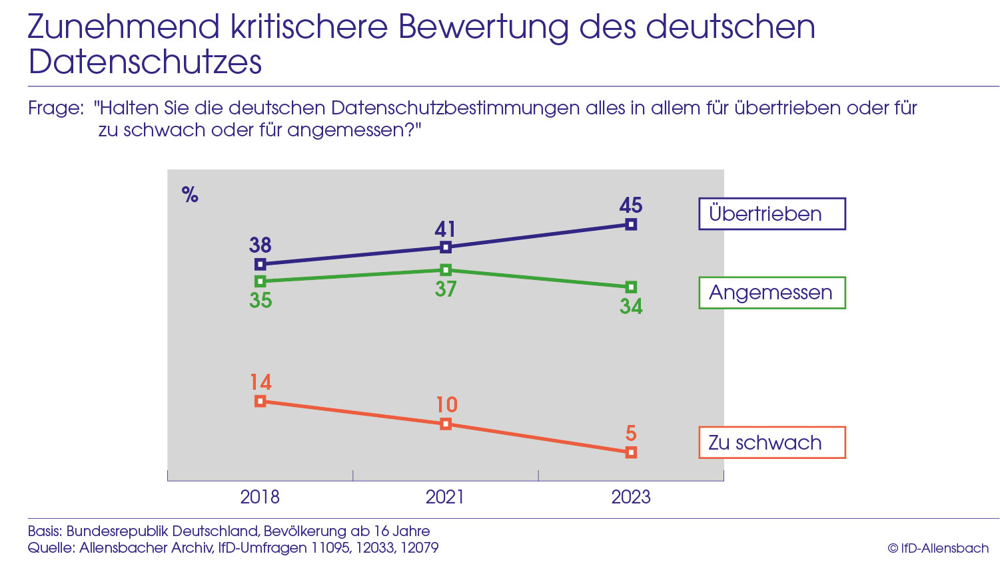 Zunehmend kritischere Bewertung des deutschen
Datenschutzes
Frage: "Halten Sie die deutschen Datenschutzbestimmungen alles in allem für übertrieben oder für
zu schwach oder für angemessen?"
%
38
41
45
Übertrieben
35
37
34
Angemessen
14
10
5
Zu schwach
2018
2021
2023
Basis: Bundesrepublik Deutschland, Bevölkerung ab 16 Jahre
Quelle: Allensbacher Archiv, IfD-Umfragen 11095, 12033, 12079
© IfD-Allensbach